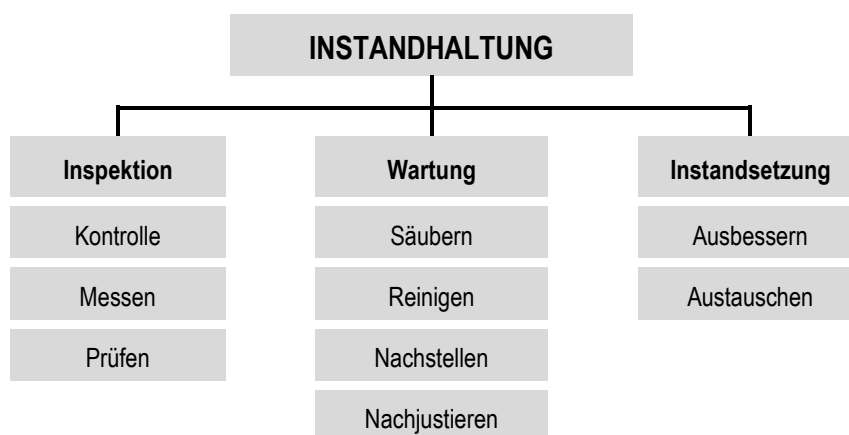 INSTANDHALTUNG
Inspektion
Kontrolle
Messen
Prüfen
Wartung
Säubern
Reinigen
Nachstellen
Nachjustieren
Instandsetzung
Ausbessern
Austauschen